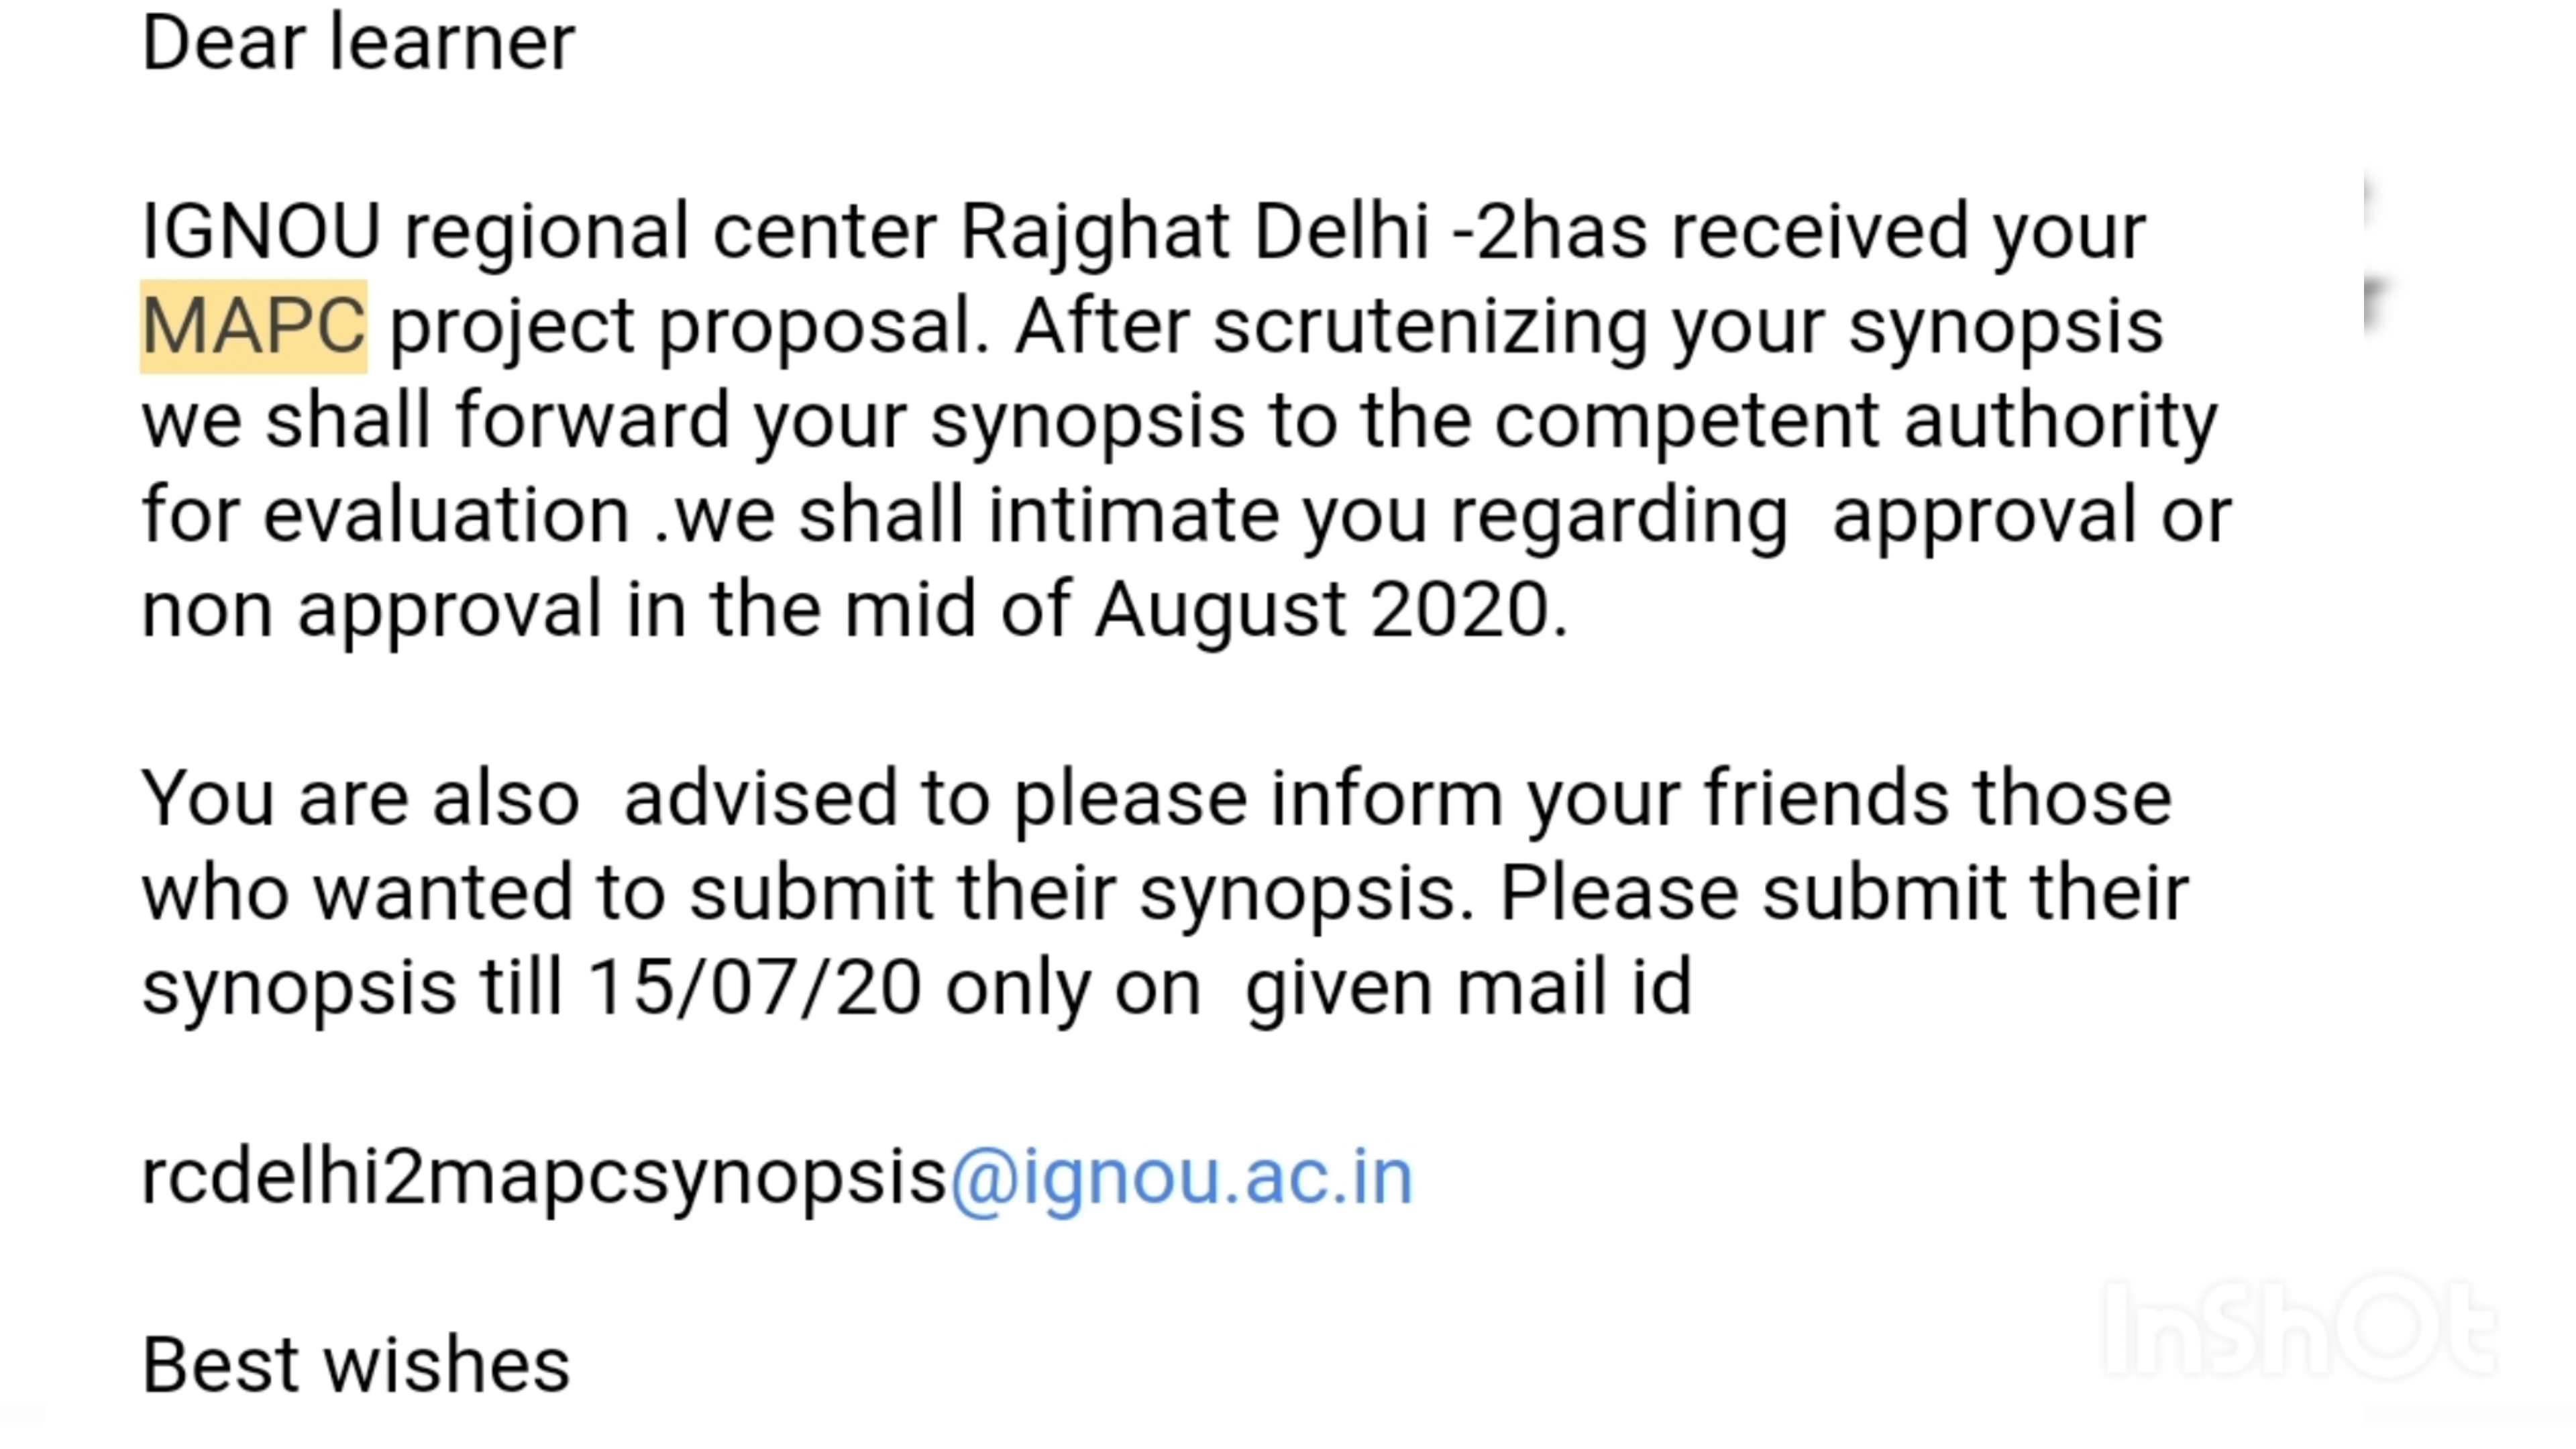 Dear learner
IGNOU regional center Rajghat Delhi -2has received your
MAPC project proposal. After scrutenizing your synopsis
we shall forward your synopsis to the competent authority
for evaluation .we shall intimate you regarding  approval or
non approval in the mid of August 2020.
You are also  advised to please inform your friends those
who wanted to submit their synopsis. Please submit their
synopsis till 15/07/20 only on  given mail id
rcdelhi2mapcsynopsis@ignou.ac.in
Best wishes
InShOt